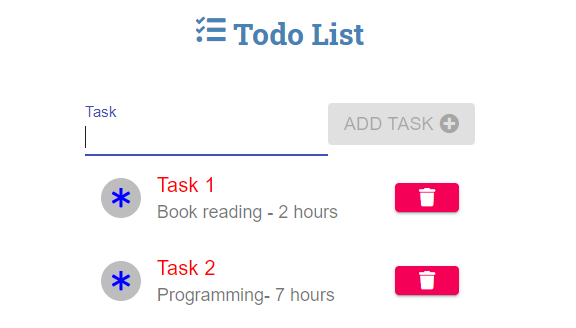 Todo List
Task
ADD TASK
Task 1
Book reading - 2 hours
Task 2
Programming- 7 hours